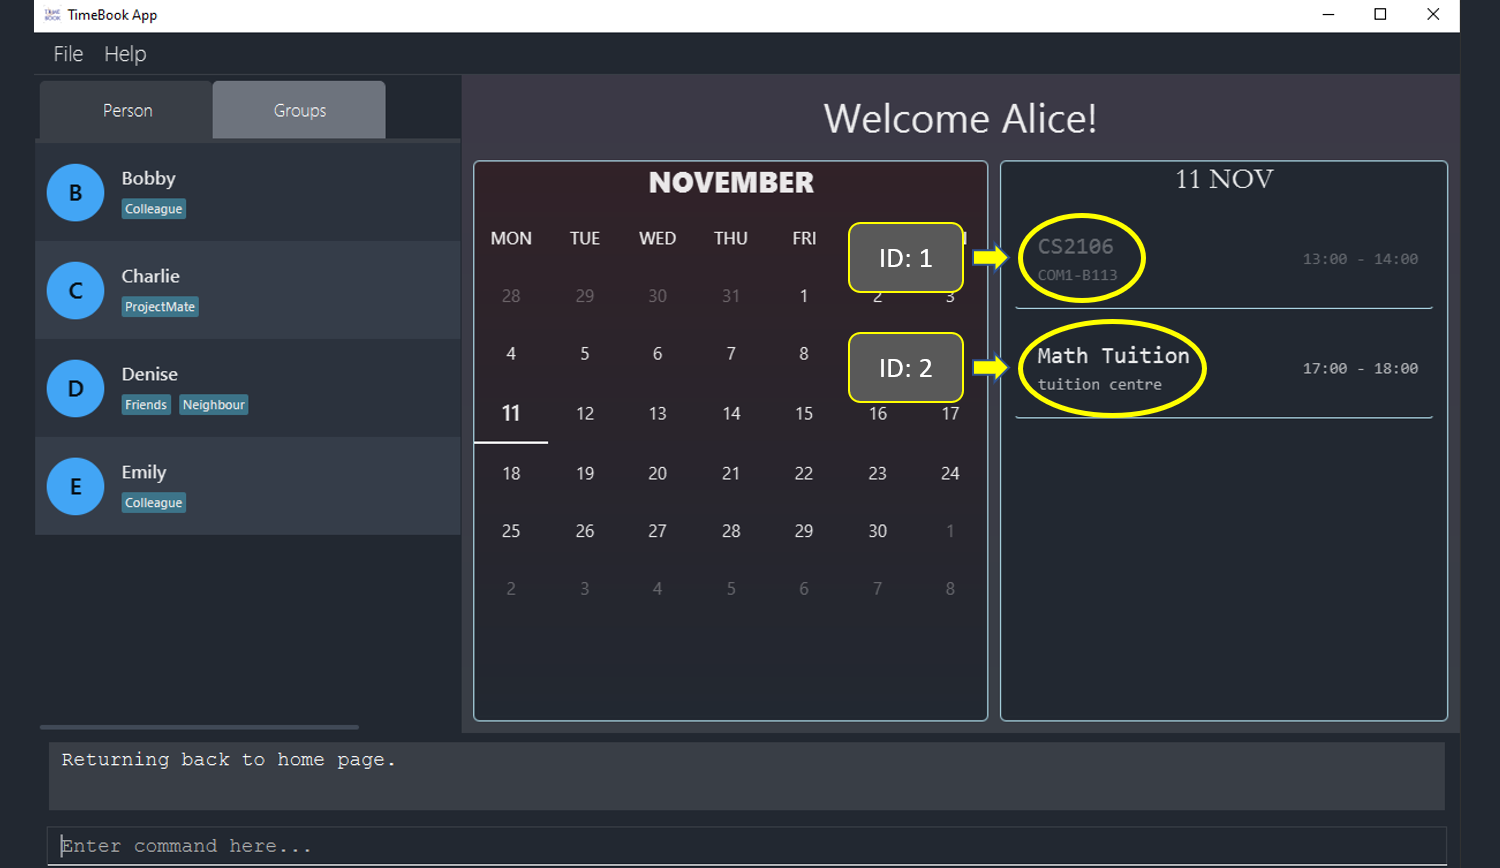 TimeBook App
File Help
Person Groups
B
Bobby
Colleague
C
Charlie
ProjectMate
D
Denise
Friends Neighbour
E
Emily
Colleague
Welcome Alice!
NOVEMBER
MON TUE WED THU FRI
28 29 30 31 1 2 3
4 5 6 7 8
11 12 13 14 15 16 17
18 19 20 21 22 23 24
25 26 27 28 29 30 1
2 3 4 5 6 7 8
ID: 1
ID: 2
11 NOV
CS2106
COM1-B113
13:00 - 14:00
Math Tuition
tuition centre
17:00 - 18:00
Returning back to home page.
Enter command here...